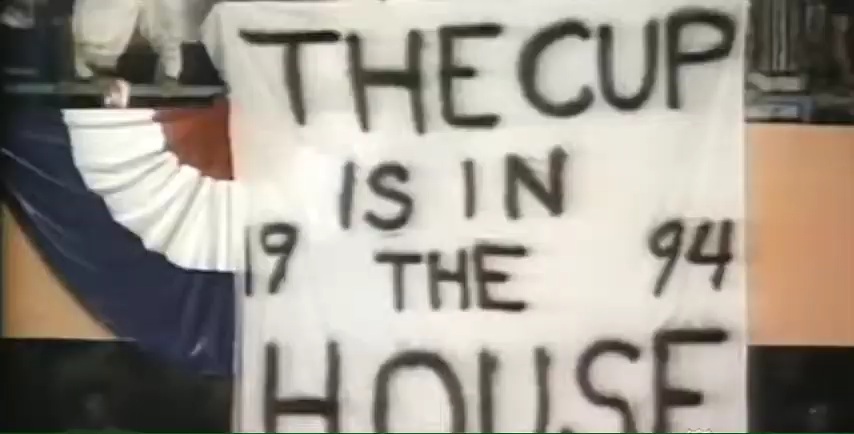 THE CUP
IS IN
19 THE 94
HOUSE